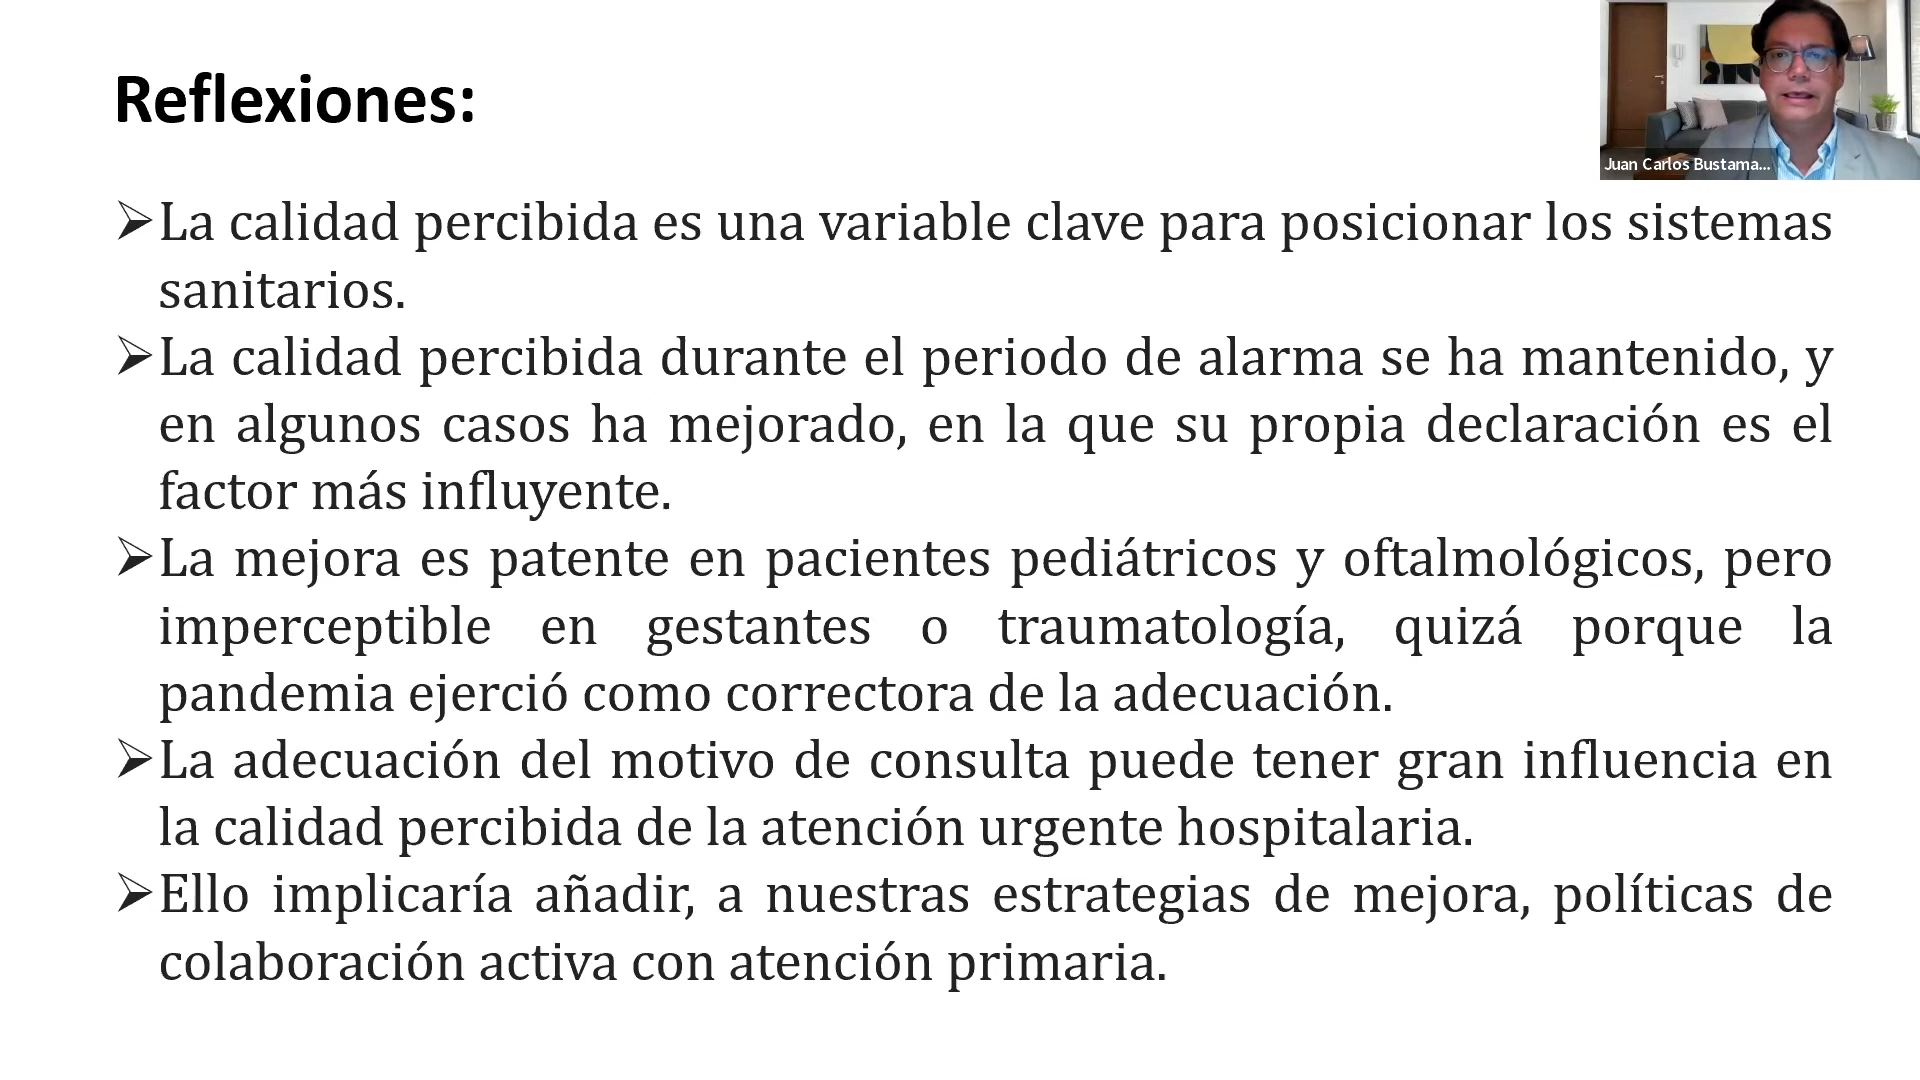 Reflexiones:
Juan Carlos Bustama...
➢La calidad percibida es una variable clave para posicionar los sistemas
sanitarios.
➢La calidad percibida durante el periodo de alarma se ha mantenido, y
en algunos casos ha mejorado, en la que su propia declaración es el
factor más influyente.
➢La mejora es patente en pacientes pediátricos y oftalmológicos, pero
imperceptible en gestantes o traumatología, quizá porque la
pandemia ejerció como correctora de la adecuación.
➢La adecuación del motivo de consulta puede tener gran influencia en
la calidad percibida de la atención urgente hospitalaria.
➢Ello implicaría añadir, a nuestras estrategias de mejora, políticas de
colaboración activa con atención primaria.